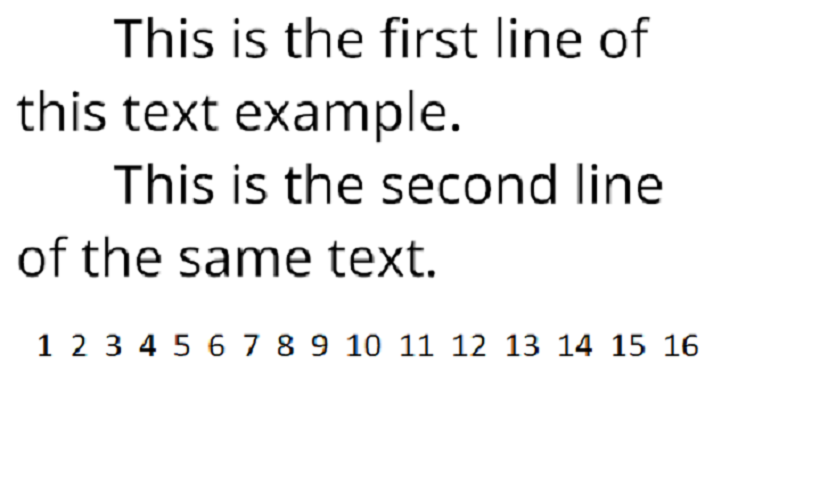 This is the first line of
this text example.
This is the second line
of the same text.
1 2 3 4 5 6 7 8 9 10 11 12 13 14 15 16